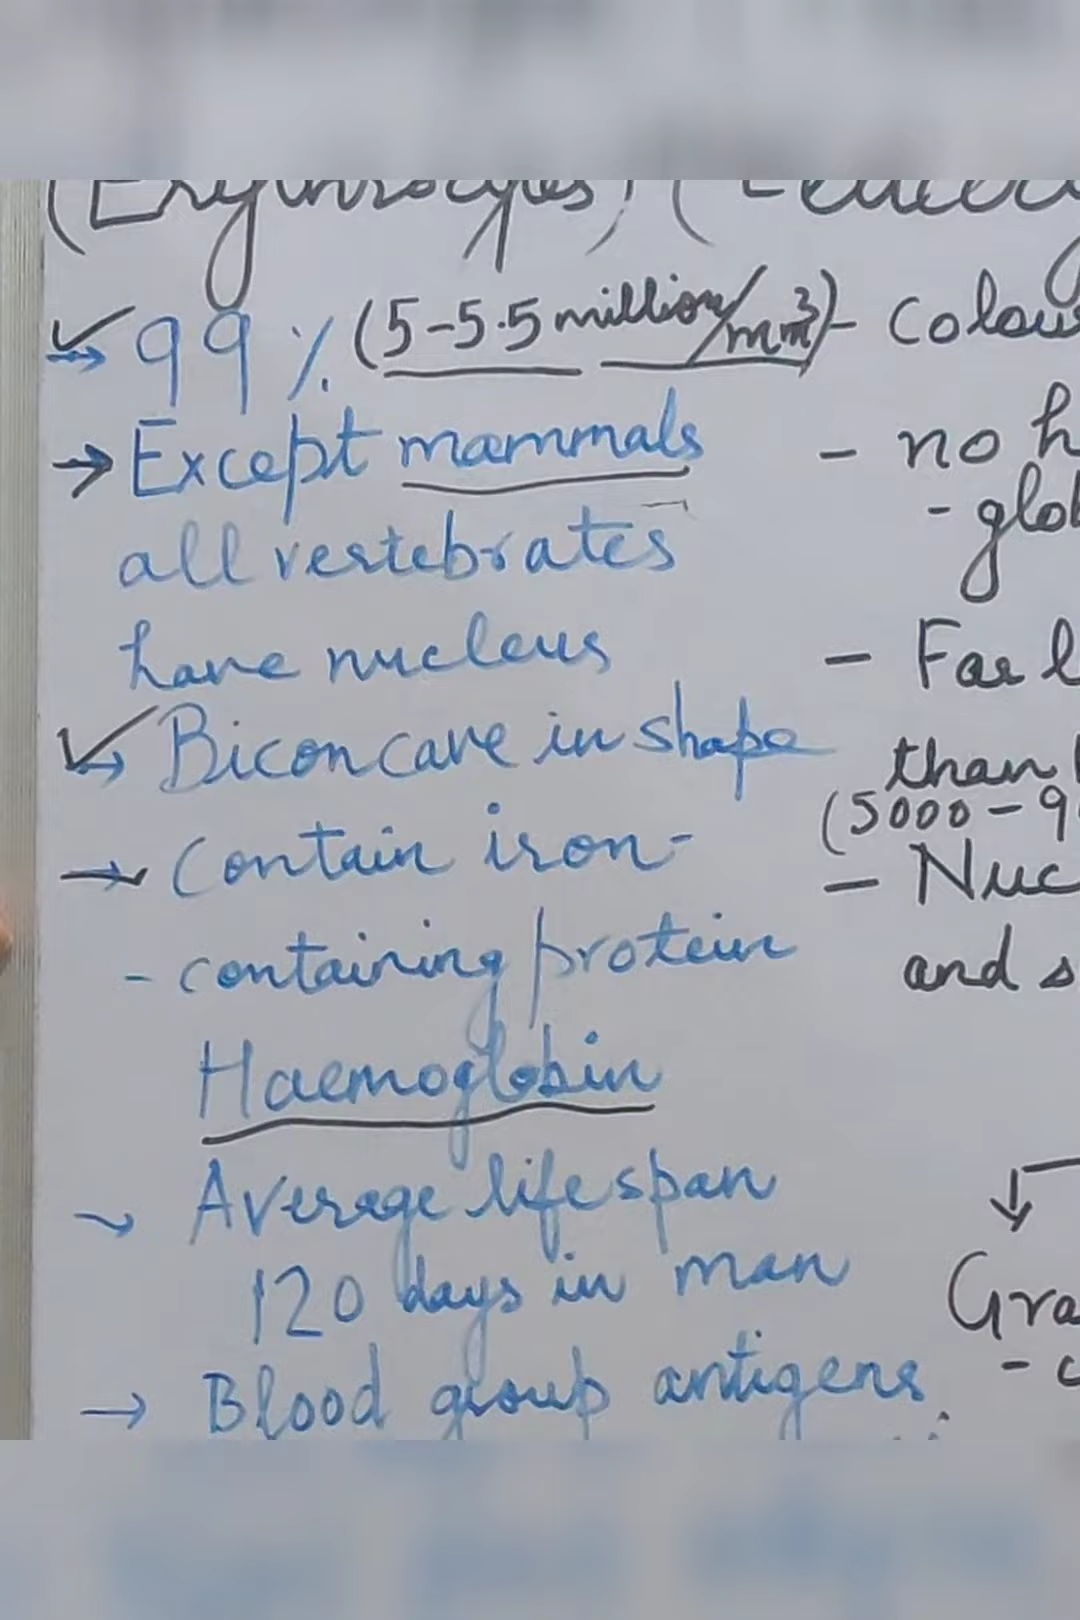 (Erythrocytes) (
99% (5-5.5 million/mm³) - Colou
→ Except mammals
all vertebrates
have nucleus
→ Biconcave in shape
→ Contain iron-
- containing protein
Haemoglobin
→ Average lifespan
120 days in man
→ Blood group antigens
- no h
- glob
- Far l
than
(5000-9
- Nuc
and s
↓
Gra
- c